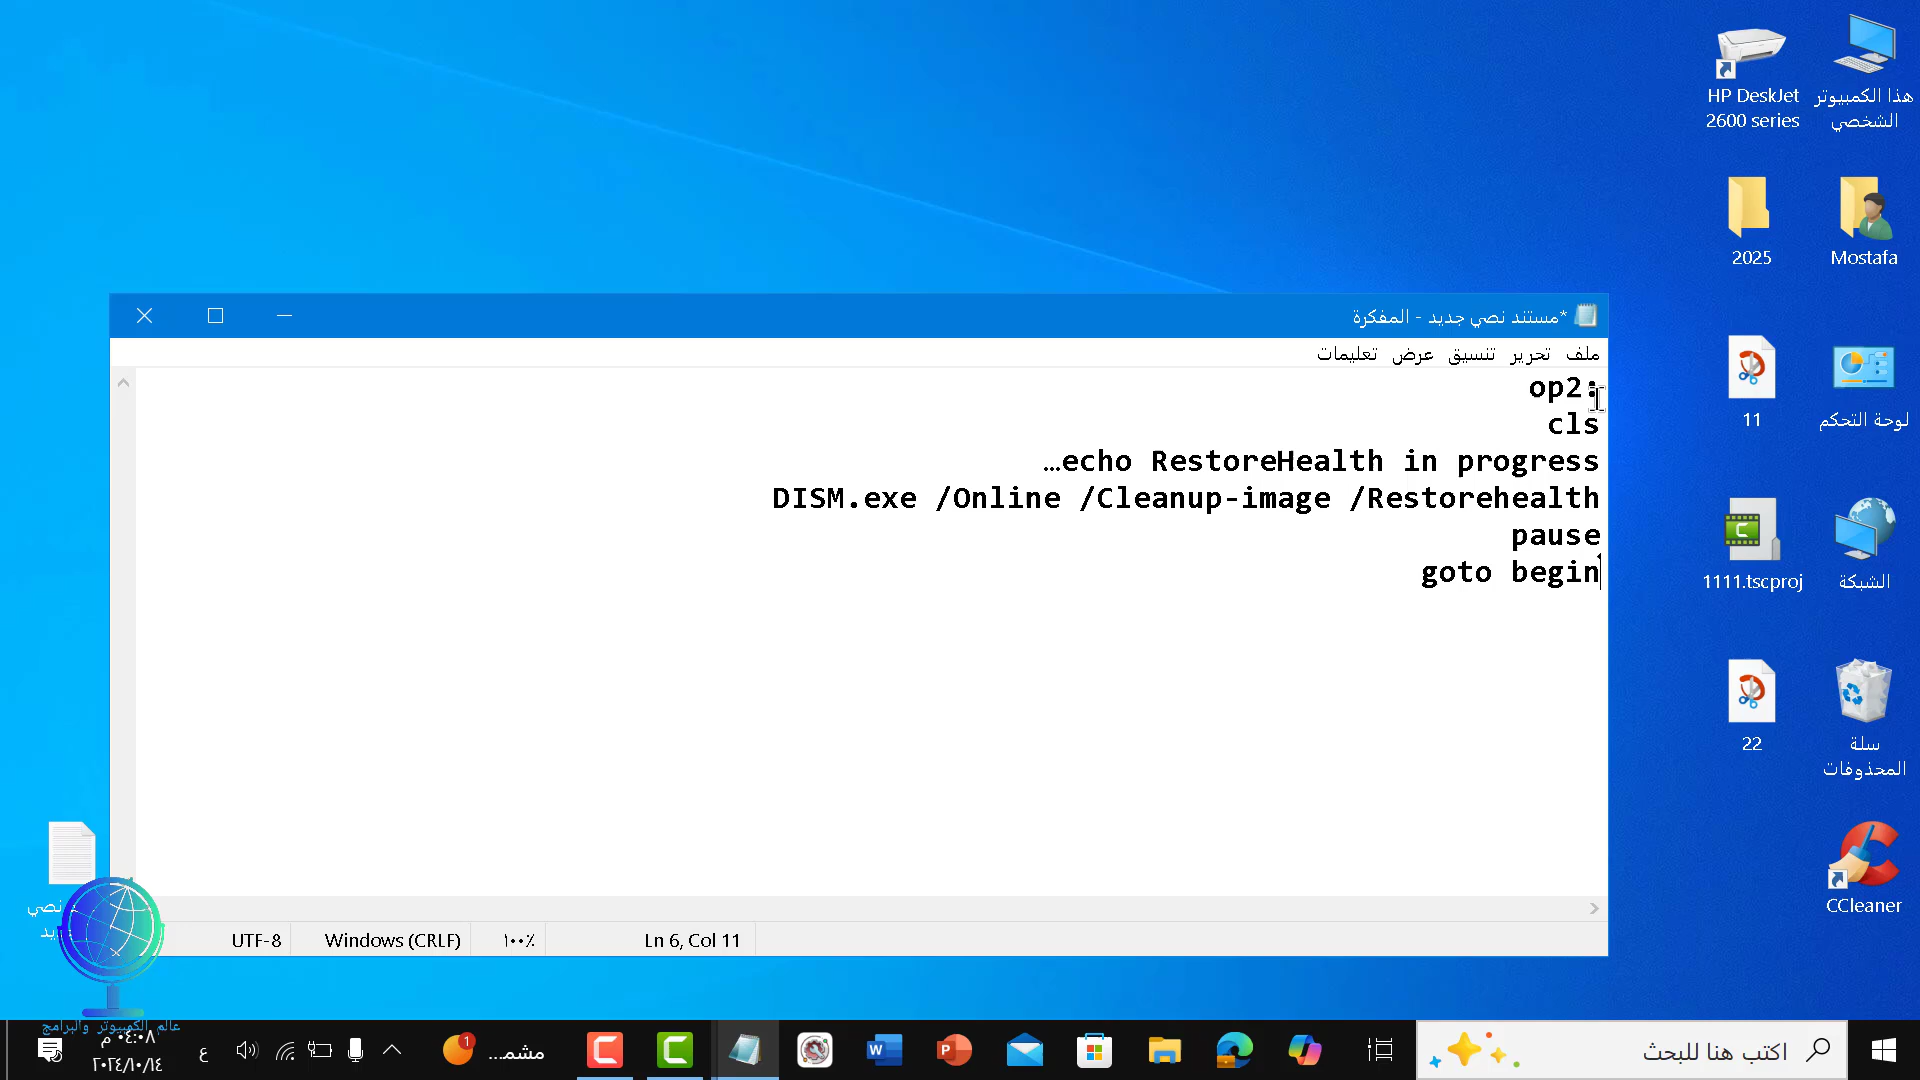 HP DeskJet
2600 series
هذا الكمبيوتر
الشخصي
2025
Mostafa
11
لوحة التحكم
1111.tscproj
الشبكة
22
سلة
المحذوفات
CCleaner
*مستند نصي جديد - المفكرة
ملف تحرير تنسيق عرض تعليمات
:op2
cls
echo RestoreHealth in progress...
DISM.exe /Online /Cleanup-image /Restorehealth
pause
goto begin
UTF-8
Windows (CRLF)
١٠٠٪
Ln 6, Col 11
نصي
عالم الكمبيوتر والبرامج
٠٤:٠٨ م
٢٠٢٤/١٠/١٤
ع
1
مشمـ...
اكتب هنا للبحث